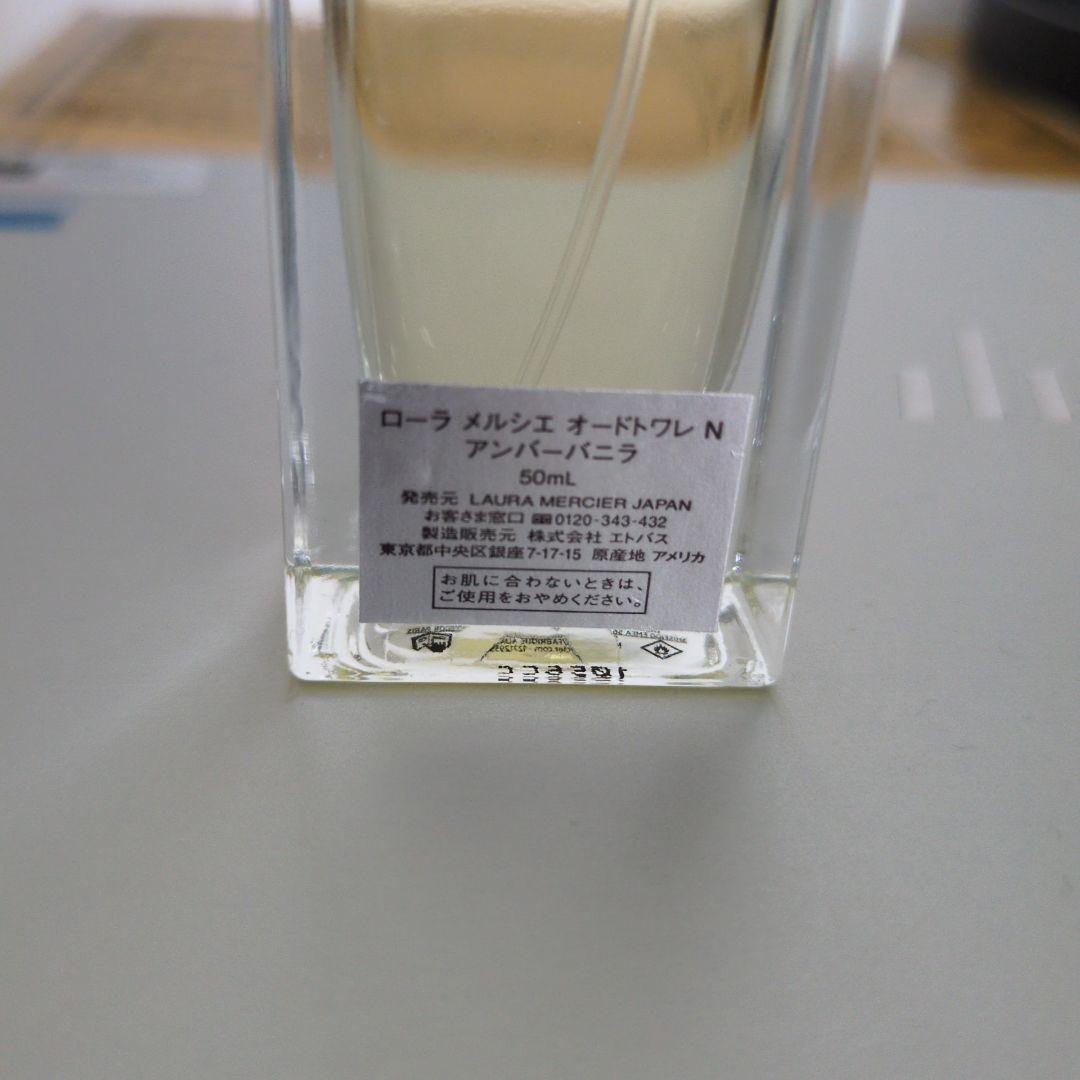 ローラ メルシエ オードトワレ N
アンバーバニラ
50mL
発売元 LAURA MERCIER JAPAN
お客さま窓口 0120-343-432
製造販売元 株式会社 エトバス
東京都中央区銀座7-17-15 原産地 アメリカ
お肌に合わないときは、
ご使用をおやめください。